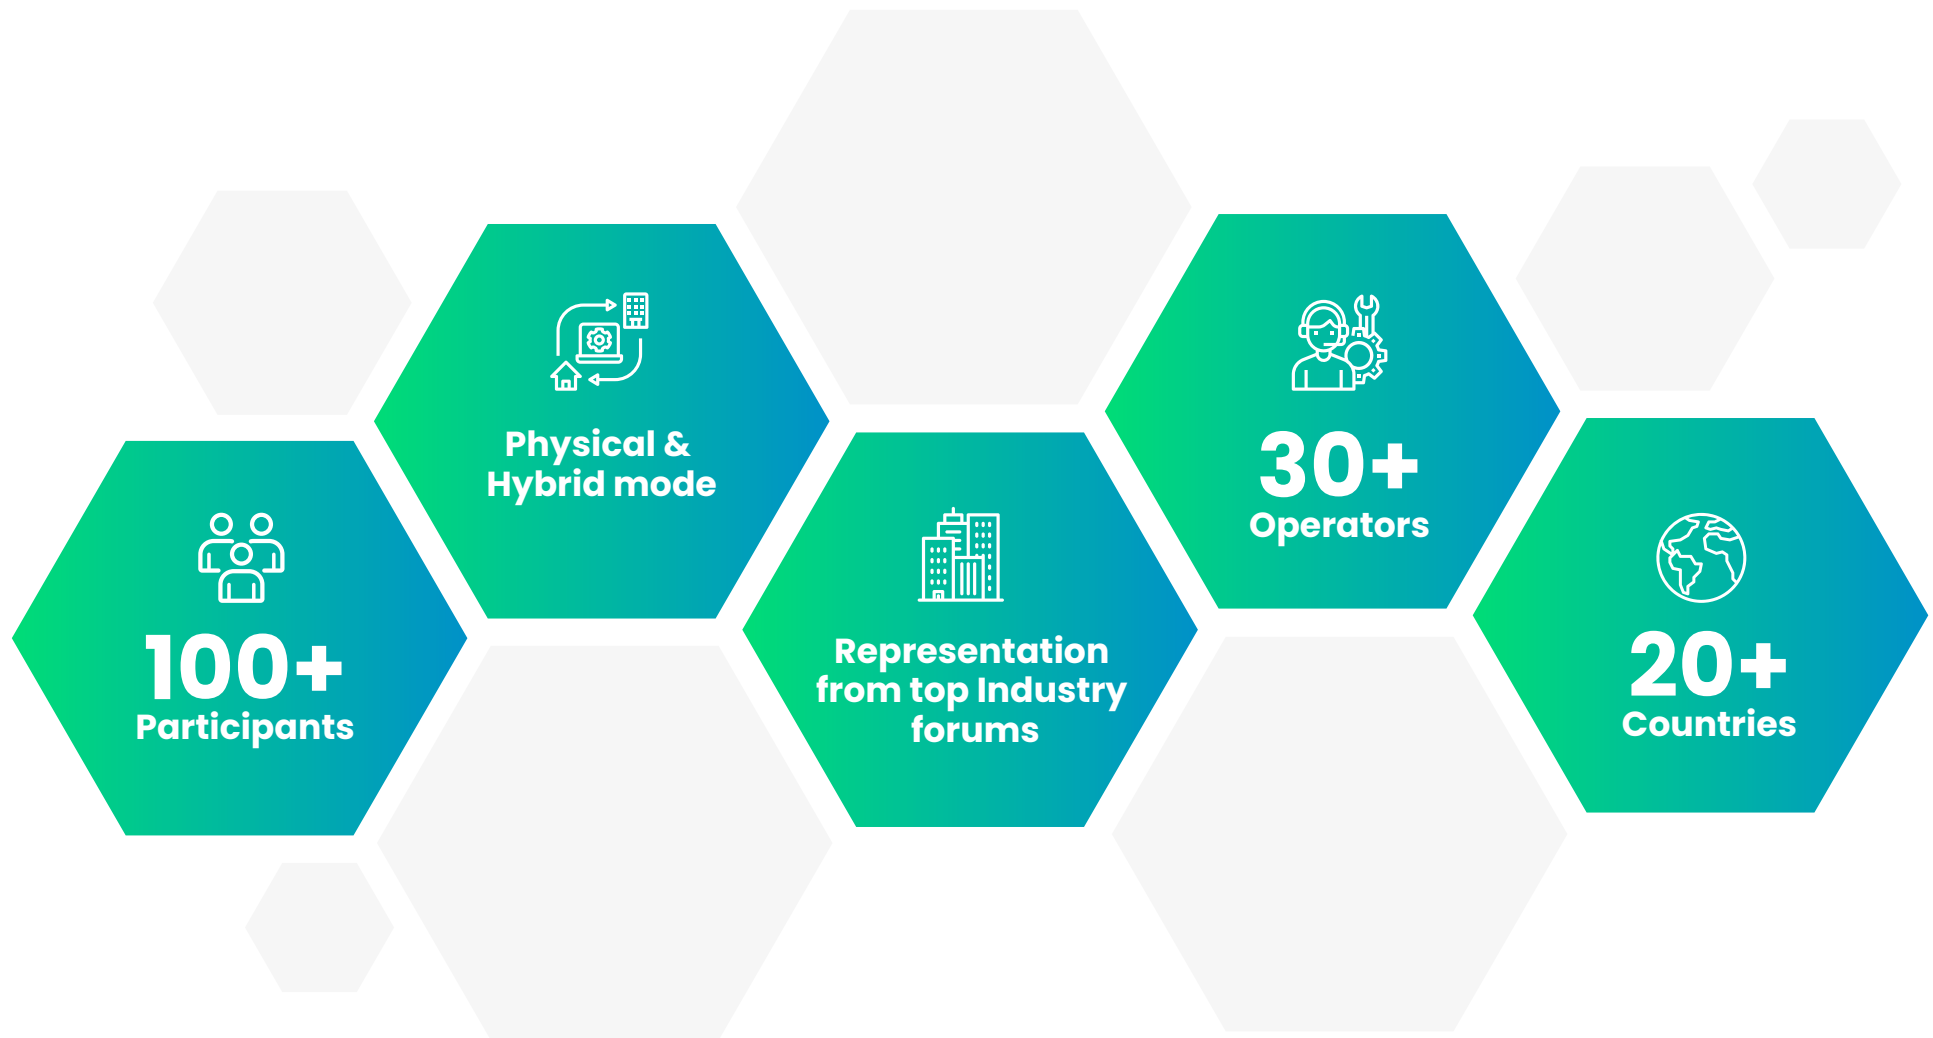 100+
Participants
Physical &
Hybrid mode
Representation
from top Industry
forums
30+
Operators
20+
Countries